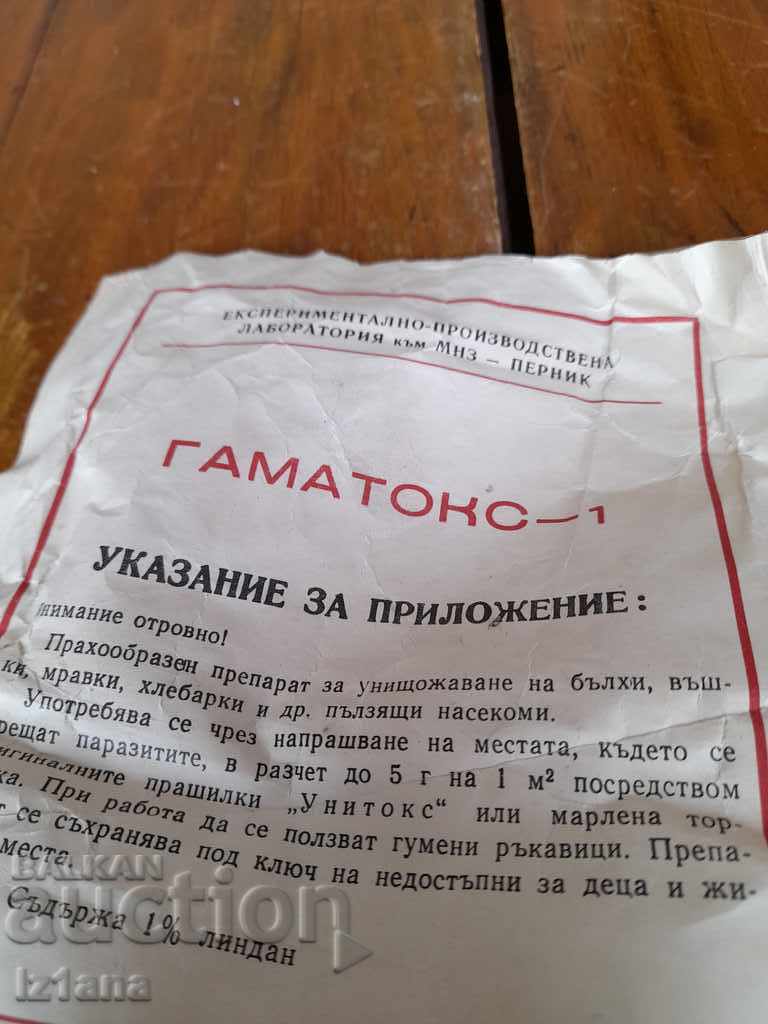 ЕКСПЕРИМЕНТАЛНО-ПРОИЗВОДСТВЕНА
ЛАБОРАТОРИЯ към МНЗ – ПЕРНИК
ГАМАТОКС—1
УКАЗАНИЕ ЗА ПРИЛОЖЕНИЕ:
нимание отровно!
Прахообразен препарат за унищожаване на бълхи, въш-
ки, мравки, хлебарки и др. пълзящи насекоми.
Употребява се чрез напрашване на местата, където се
рещат паразитите, в разчет до 5 г на 1 м² посредством
игиналните прашилки „Унитокс“ или марлена тор-
ка. При работа да се ползват гумени ръкавици. Препа-
т се съхранява под ключ на недостъпни за деца и жи-
места.
Съдържа 1% линдан
BALKAN
auction
iz1ana